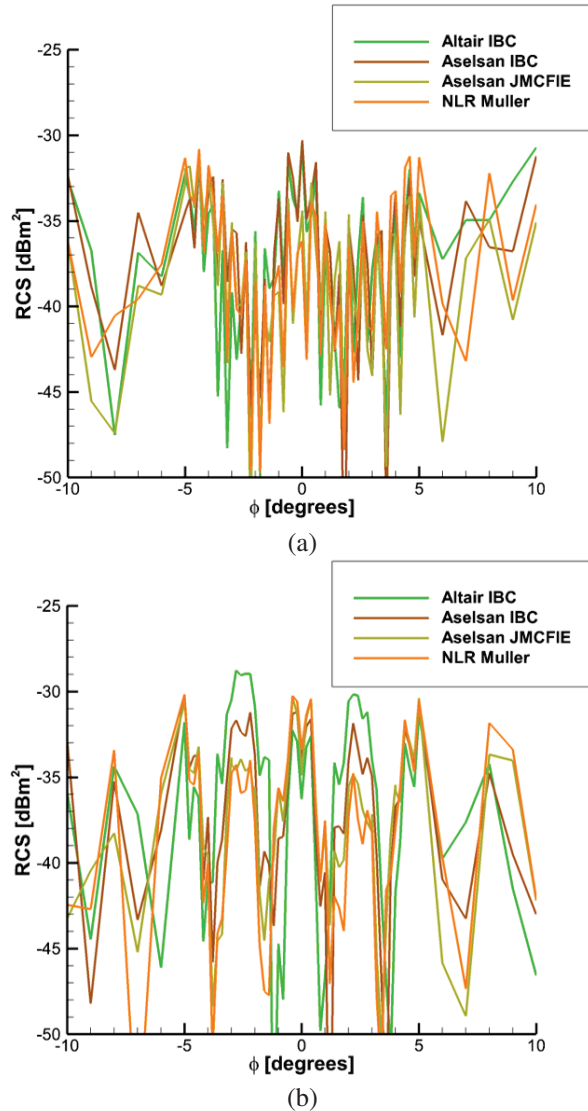 Altair IBC
Aselsan IBC
Aselsan JMCFIE
NLR Muller
RCS [dBm²]
-25
-30
-35
-40
-45
-50
-10
-5
0
5
10
ϕ [degrees]
(a)
Altair IBC
Aselsan IBC
Aselsan JMCFIE
NLR Muller
RCS [dBm²]
-25
-30
-35
-40
-45
-50
-10
-5
0
5
10
ϕ [degrees]
(b)